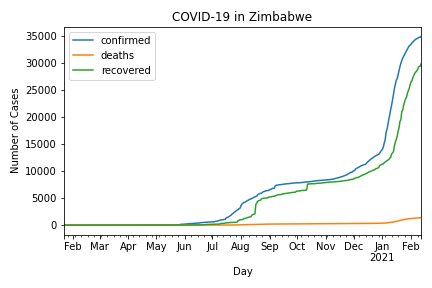 COVID-19 in Zimbabwe
confirmed
deaths
recovered
Number of Cases
35000
30000
25000
20000
15000
10000
5000
0
Feb Mar Apr May Jun Jul Aug Sep Oct Nov Dec Jan Feb
2021
Day